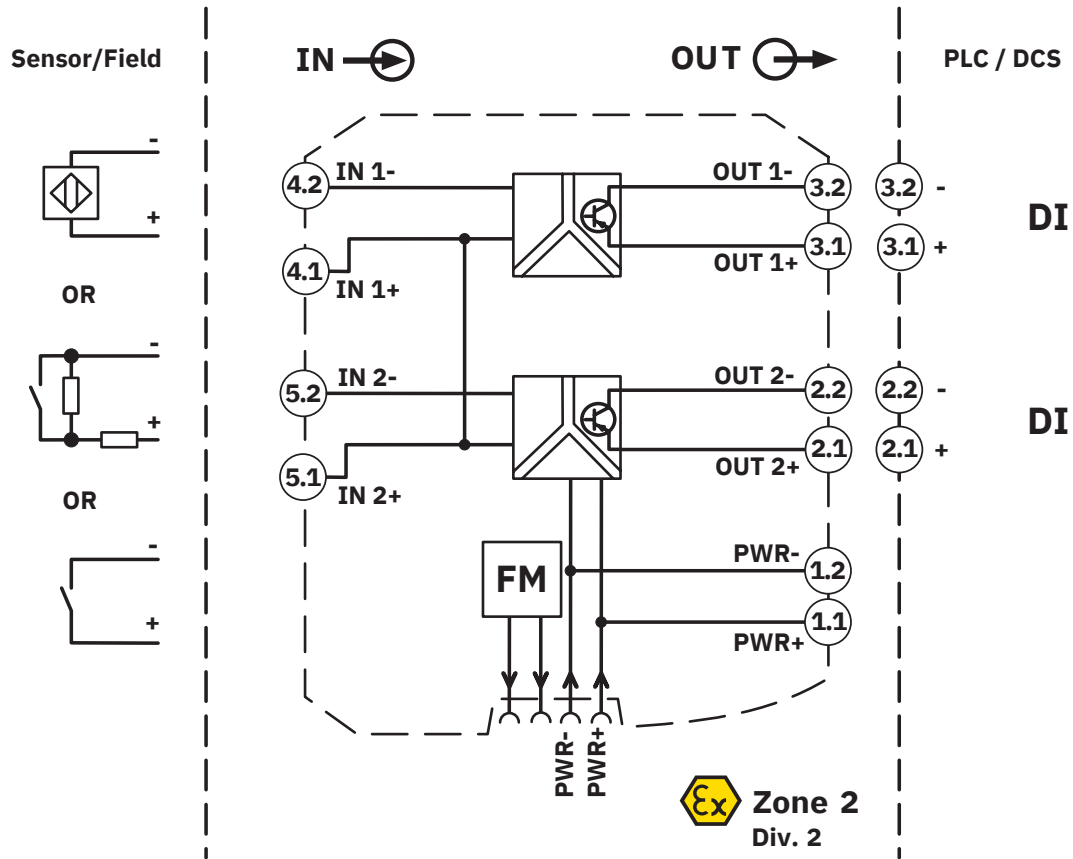 Sensor/Field
IN
OUT
PLC / DCS
-
+
OR
-
+
OR
-
+
4.2
IN 1-
4.1
IN 1+
5.2
IN 2-
5.1
IN 2+
OUT 1-
3.2
3.1
OUT 1+
OUT 2-
2.2
2.1
OUT 2+
PWR-
1.2
1.1
PWR+
FM
PWR-
PWR+
3.2 -
3.1 +
DI
2.2 -
2.1 +
DI
Ex
Zone 2
Div. 2